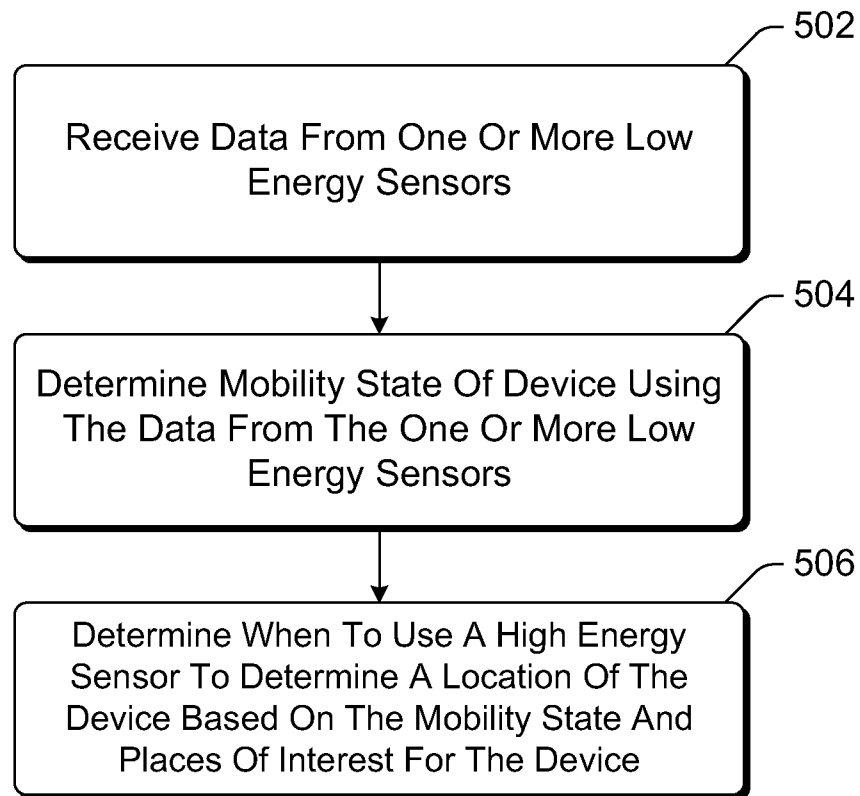 502
Receive Data From One Or More Low
Energy Sensors
504
Determine Mobility State Of Device Using
The Data From The One Or More Low
Energy Sensors
506
Determine When To Use A High Energy
Sensor To Determine A Location Of The
Device Based On The Mobility State And
Places Of Interest For The Device